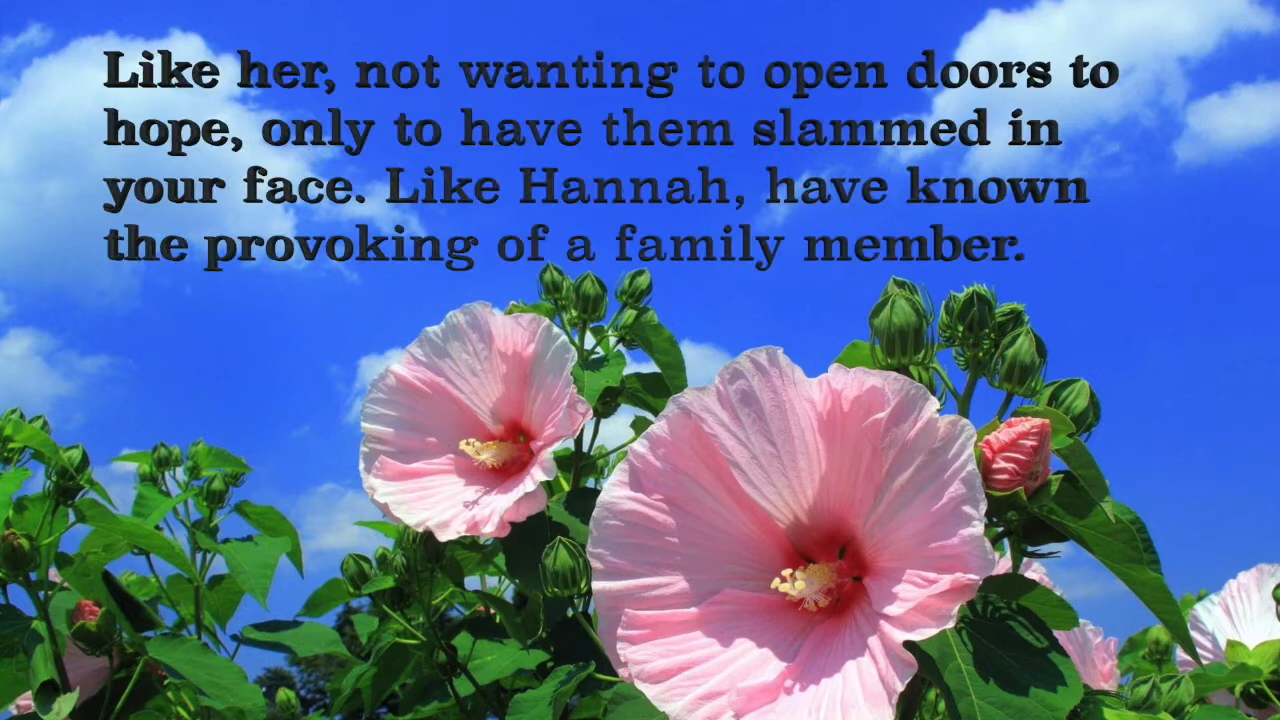 Like her, not wanting to open doors to
hope, only to have them slammed in
your face. Like Hannah, have known
the provoking of a family member.